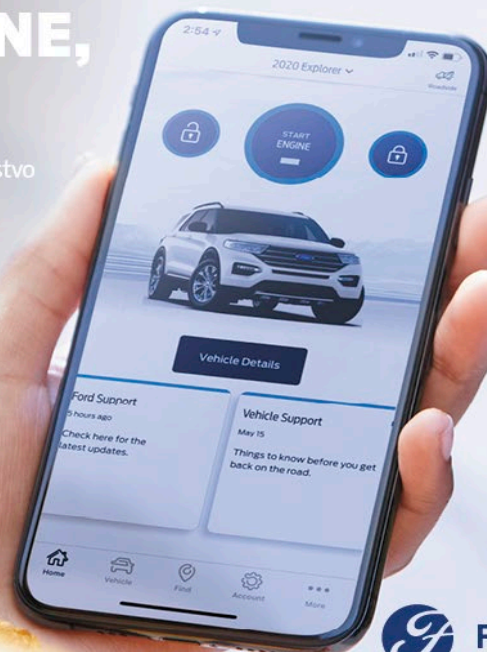 NE,
stvo
2:54
2020 Explorer
Roadside
START
ENGINE
Vehicle Details
Ford Support
5 hours ago
Check here for the
latest updates.
Vehicle Support
May 15
Things to know before you get
back on the road.
Home
Vehicle
Find
Account
More
F